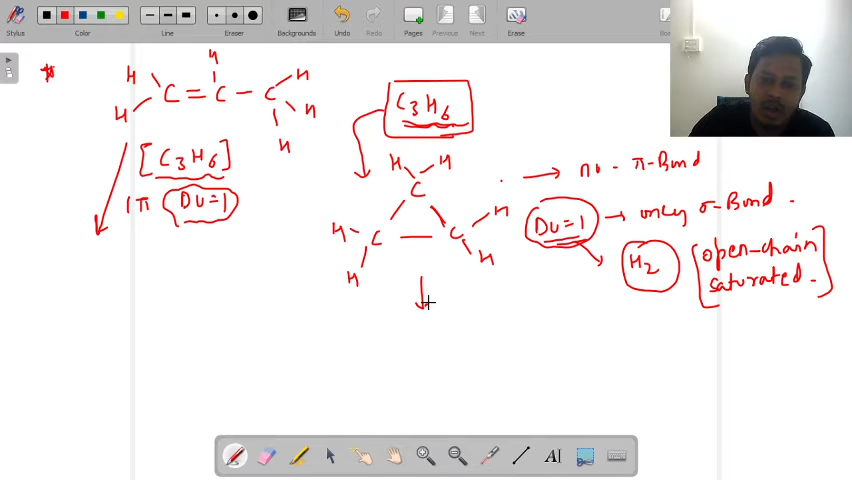 Stylus
Color
Line
Eraser
Backgrounds
Undo
Redo
Pages
Previous
Next
Erase
H H H
C = C - C
H H H
[C3H6]
1π Du=1
C3H6
H H
C
H C C H
H H
→ no - π-Bond
Du=1 → only σ-Bond.
H2 [open-chain
saturated.]